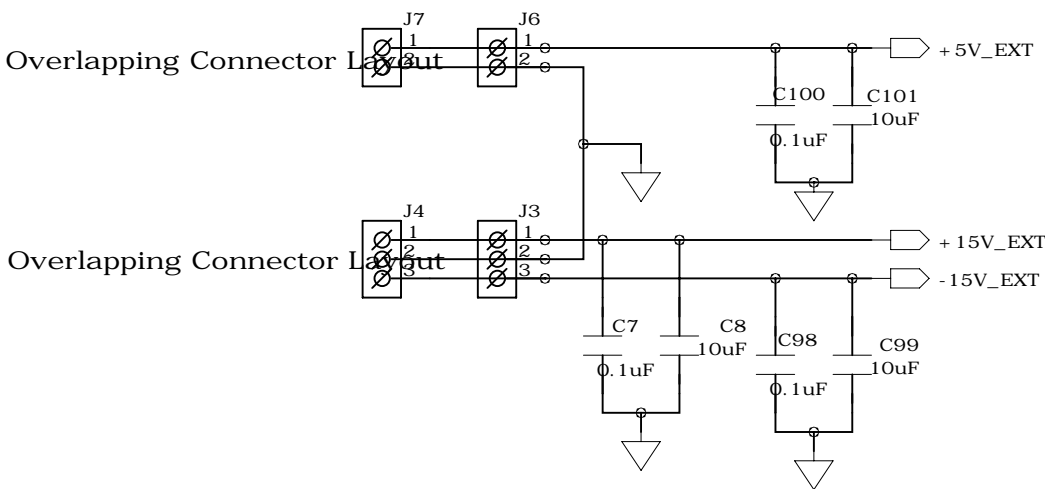 J7
J6
1
1
+5V_EXT
Overlapping Connector Layout
2
2
C100
C101
10uF
0.1uF
J4
J3
1
1
+15V_EXT
Overlapping Connector Layout
2
2
3
3
-15V_EXT
C7
C8
C98
C99
10uF
0.1uF
10uF
0.1uF